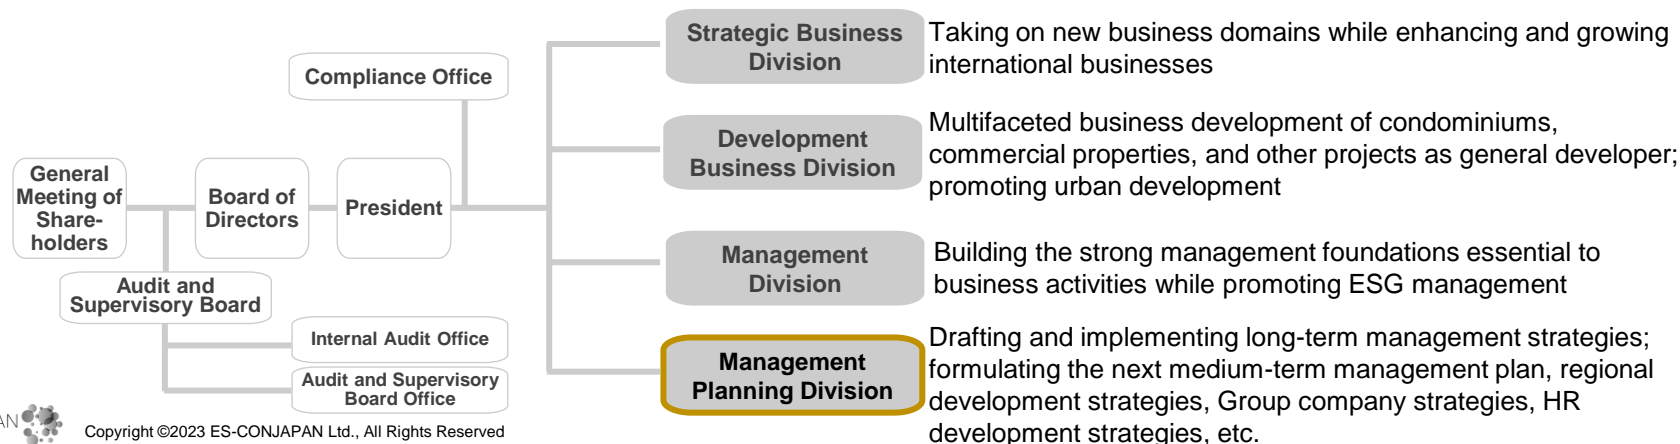 Strategic Business
Division
Taking on new business domains while enhancing and growing
international businesses
Compliance Office
Development
Business Division
Multifaceted business development of condominiums,
commercial properties, and other projects as general developer;
promoting urban development
General
Meeting of
Share-
holders
Board of
Directors
President
Management
Division
Building the strong management foundations essential to
business activities while promoting ESG management
Audit and
Supervisory Board
Internal Audit Office
Audit and Supervisory
Board Office
Management
Planning Division
Drafting and implementing long-term management strategies;
formulating the next medium-term management plan, regional
development strategies, Group company strategies, HR
development strategies, etc.
AN
Copyright ©2023 ES-CONJAPAN Ltd., All Rights Reserved